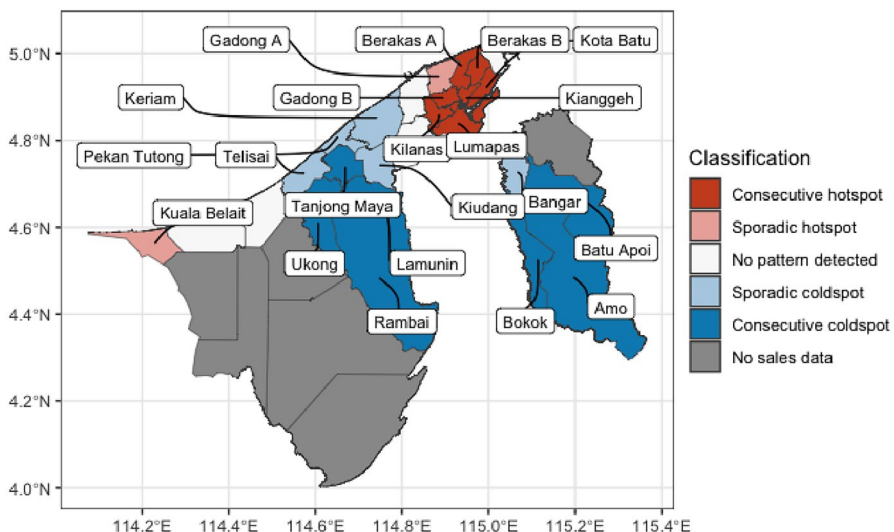 Gadong A
Berakas A
Berakas B
Kota Batu
5.0°N
Keriam
Gadong B
Kianggeh
4.8°N
Pekan Tutong
Telisai
Kilanas
Lumapas
Kuala Belait
Tanjong Maya
Kiudang
Bangar
4.6°N
Ukong
Lamunin
Batu Apoi
4.4°N
Rambai
Bokok
Amo
4.2°N
4.0°N
114.2°E
114.4°E
114.6°E
114.8°E
115.0°E
115.2°E
115.4°E
Classification
Consecutive hotspot
Sporadic hotspot
No pattern detected
Sporadic coldspot
Consecutive coldspot
No sales data